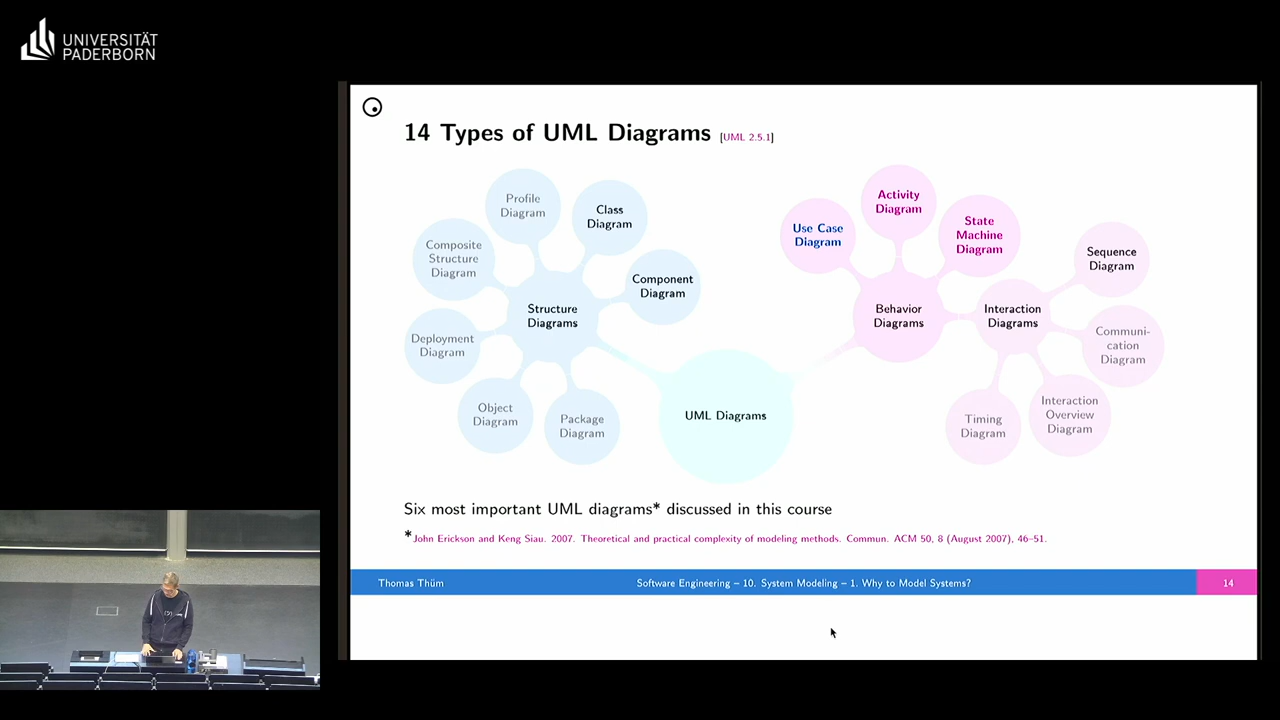 UNIVERSITÄT
PADERBORN
14 Types of UML Diagrams [UML 2.5.1]
Profile
Diagram
Class
Diagram
Composite
Structure
Diagram
Component
Diagram
Structure
Diagrams
Deployment
Diagram
Object
Diagram
Package
Diagram
UML Diagrams
Use Case
Diagram
Activity
Diagram
State
Machine
Diagram
Behavior
Diagrams
Interaction
Diagrams
Sequence
Diagram
Communi-
cation
Diagram
Interaction
Overview
Diagram
Timing
Diagram
Six most important UML diagrams* discussed in this course
*John Erickson and Keng Siau. 2007. Theoretical and practical complexity of modeling methods. Commun. ACM 50, 8 (August 2007), 46–51.
Thomas Thüm
Software Engineering – 10. System Modeling – 1. Why to Model Systems?
14